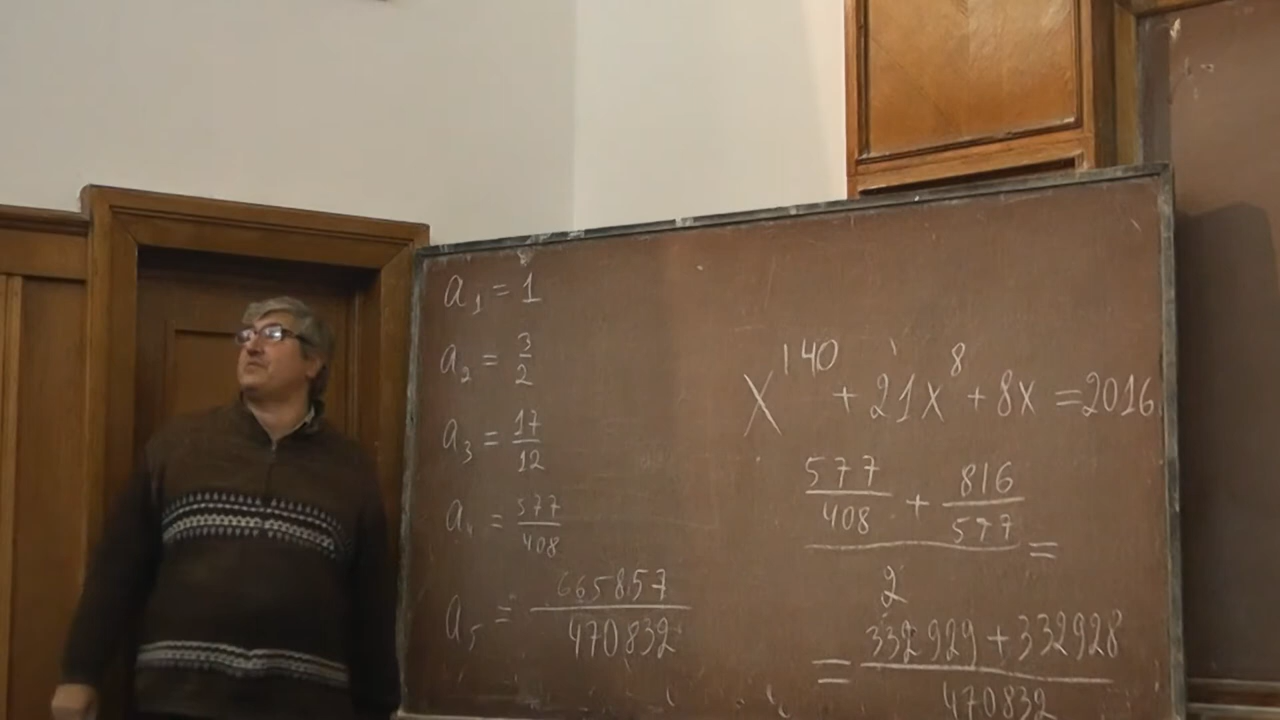 a₁ = 1
a₂ = 3/2
a₃ = 17/12
a₄ = 577/408
a₅ = 665857/470832
x¹⁴⁰ + 21x⁸ + 8x = 2016
577/408 + 816/577 =
2
= 332929 + 332928
470832